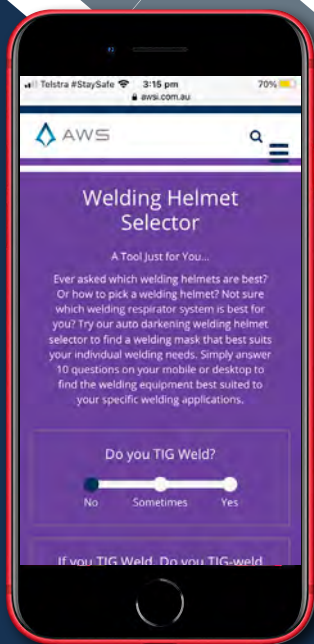 Telstra #StaySafe 3:15 pm 70%
awsi.com.au
AWS
Welding Helmet
Selector
A Tool Just for You...
Ever asked which welding helmets are best?
Or how to pick a welding helmet? Not sure
which welding respirator system is best for
you? Try our auto darkening welding helmet
selector to find a welding mask that best suits
your individual welding needs. Simply answer
10 questions on your mobile or desktop to
find the welding equipment best suited to
your specific welding applications.
Do you TIG Weld?
No Sometimes Yes
If you TIG Weld, Do you TIG-weld